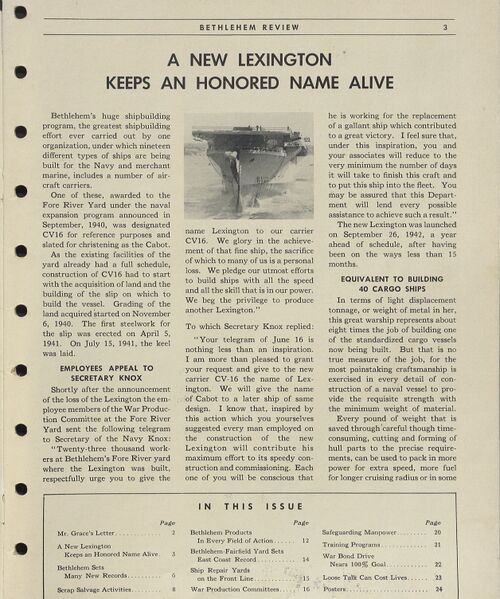 BETHLEHEM REVIEW 3
A NEW LEXINGTON
KEEPS AN HONORED NAME ALIVE
Bethlehem's huge shipbuilding
program, the greatest shipbuilding
effort ever carried out by one
organization, under which nineteen
different types of ships are being
built for the Navy and merchant
marine, includes a number of air-
craft carriers.
One of these, awarded to the
Fore River Yard under the naval
expansion program announced in
September, 1940, was designated
CV16 for reference purposes and
slated for christening as the Cabot.
As the existing facilities of the
yard already had a full schedule,
construction of CV16 had to start
with the acquisition of land and the
building of the slip on which to
build the vessel. Grading of the
land acquired started on November
6, 1940. The first steelwork for
the slip was erected on April 5,
1941. On July 15, 1941, the keel
was laid.
EMPLOYEES APPEAL TO
SECRETARY KNOX
Shortly after the announcement
of the loss of the Lexington the em-
ployee members of the War Produc-
tion Committee at the Fore River
Yard sent the following telegram
to Secretary of the Navy Knox:
"Twenty-three thousand work-
ers at Bethlehem's Fore River yard
where the Lexington was built,
respectfully urge you to give the
name Lexington to our carrier
CV16. We glory in the achieve-
ment of that fine ship, the sacrifice
of which to many of us is a personal
loss. We pledge our utmost efforts
to build ships with all the speed
and all the skill that is in our power.
We beg the privilege to produce
another Lexington."
To which Secretary Knox replied:
"Your telegram of June 16 is
nothing less than an inspiration.
I am more than pleased to grant
your request and give to the new
carrier CV-16 the name of Lex-
ington. We will give the name
of Cabot to a later ship of same
design. I know that, inspired by
this action which you yourselves
suggested every man employed on
the construction of the new
Lexington will contribute his
maximum effort to its speedy con-
struction and commissioning. Each
one of you will be conscious that
he is working for the replacement
of a gallant ship which contributed
to a great victory. I feel sure that,
under this inspiration, you and
your associates will reduce to the
very minimum the number of days
it will take to finish this craft and
to put this ship into the fleet. You
may be assured that this Depart-
ment will lend every possible
assistance to achieve such a result."
The new Lexington was launched
on September 26, 1942, a year
ahead of schedule, after having
been on the ways less than 15
months.
EQUIVALENT TO BUILDING
40 CARGO SHIPS
In terms of light displacement
tonnage, or weight of metal in her,
this great warship represents about
eight times the job of building one
of the standardized cargo vessels
now being built. But that is no
true measure of the job, for the
most painstaking craftsmanship is
exercised in every detail of con-
struction of a naval vessel to pro-
vide the requisite strength with
the minimum weight of material.
Every pound of weight that is
saved through careful though time-
consuming, cutting and forming of
hull parts to the precise require-
ments, can be used to pack in more
power for extra speed, more fuel
for longer cruising radius or in some
IN THIS ISSUE
Page
Mr. Grace's Letter 2
A New Lexington
Keeps an Honored Name Alive 3
Bethlehem Sets
Many New Records 6
Scrap Salvage Activities 8
Page
Bethlehem Products
In Every Field of Action 12
Bethlehem-Fairfield Yard Sets
East Coast Record 14
Ship Repair Yards
on the Front Line 15
War Production Committees 16
Page
Safeguarding Manpower 20
Training Programs 21
War Bond Drive
Nears 100% Goal 22
Loose Talk Can Cost Lives 23
Posters 24